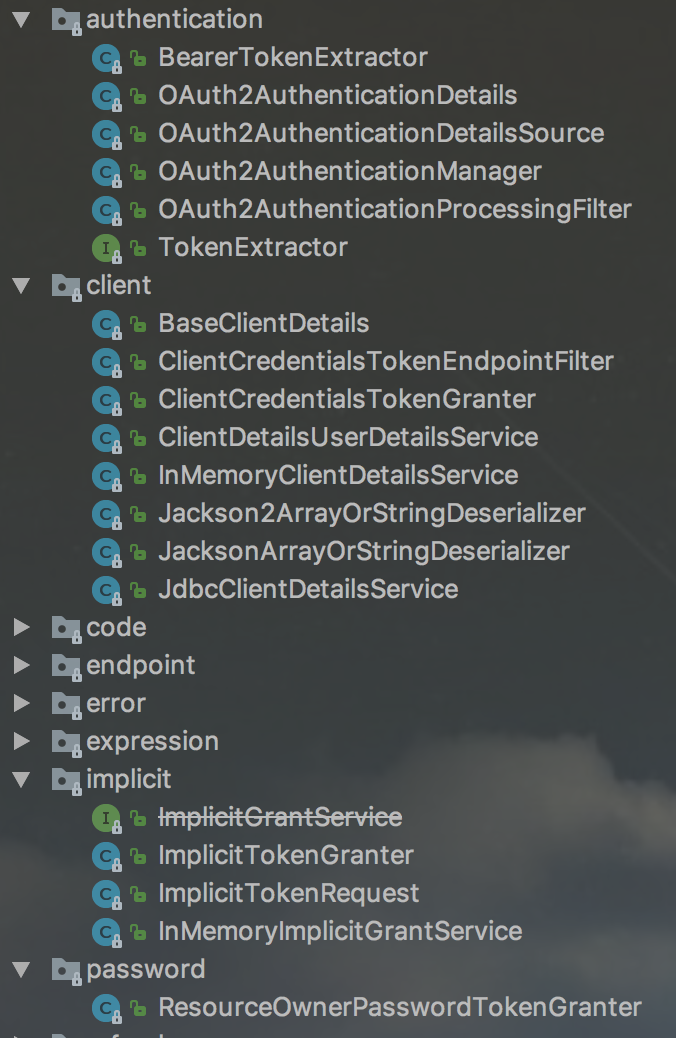 authentication
BearerTokenExtractor
OAuth2AuthenticationDetails
OAuth2AuthenticationDetailsSource
OAuth2AuthenticationManager
OAuth2AuthenticationProcessingFilter
TokenExtractor
client
BaseClientDetails
ClientCredentialsTokenEndpointFilter
ClientCredentialsTokenGranter
ClientDetailsUserDetailsService
InMemoryClientDetailsService
Jackson2ArrayOrStringDeserializer
JacksonArrayOrStringDeserializer
JdbcClientDetailsService
code
endpoint
error
expression
implicit
ImplicitGrantService
ImplicitTokenGranter
ImplicitTokenRequest
InMemoryImplicitGrantService
password
ResourceOwnerPasswordTokenGranter